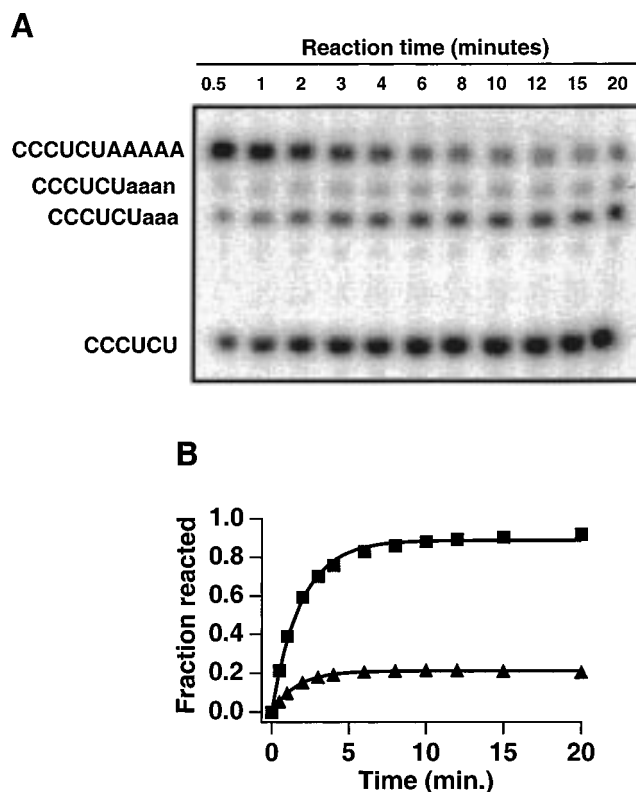 A
Reaction time (minutes)
0.5 1 2 3 4 6 8 10 12 15 20
CCCUCUAAAAA
CCCUCUaaan
CCCUCUaaa
CCCUCU
B
Fraction reacted
1.0
0.8
0.6
0.4
0.2
0.0
0 5 10 15 20
Time (min.)